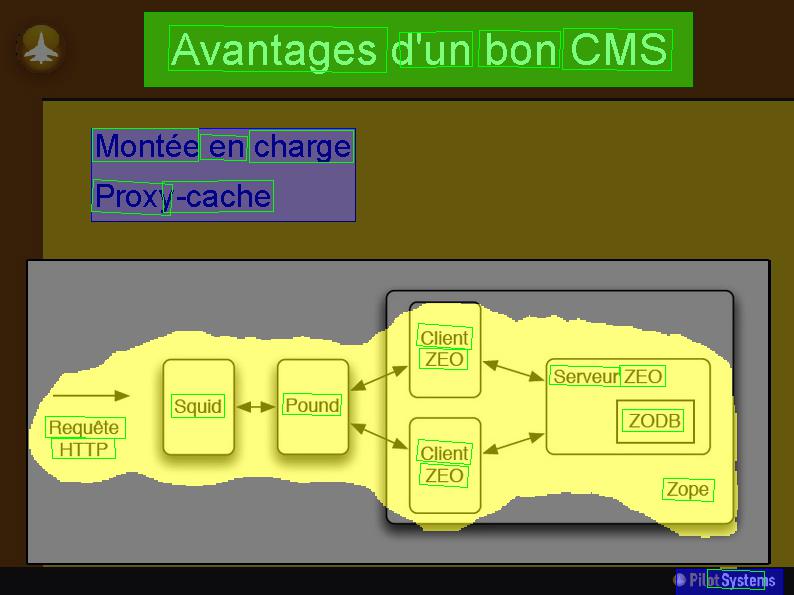 Avantages d'un bon CMS
Montée en charge
Proxy-cache
Requête
HTTP
Squid
Pound
Client
ZEO
Client
ZEO
Serveur ZEO
ZODB
Zope
Pilot Systems